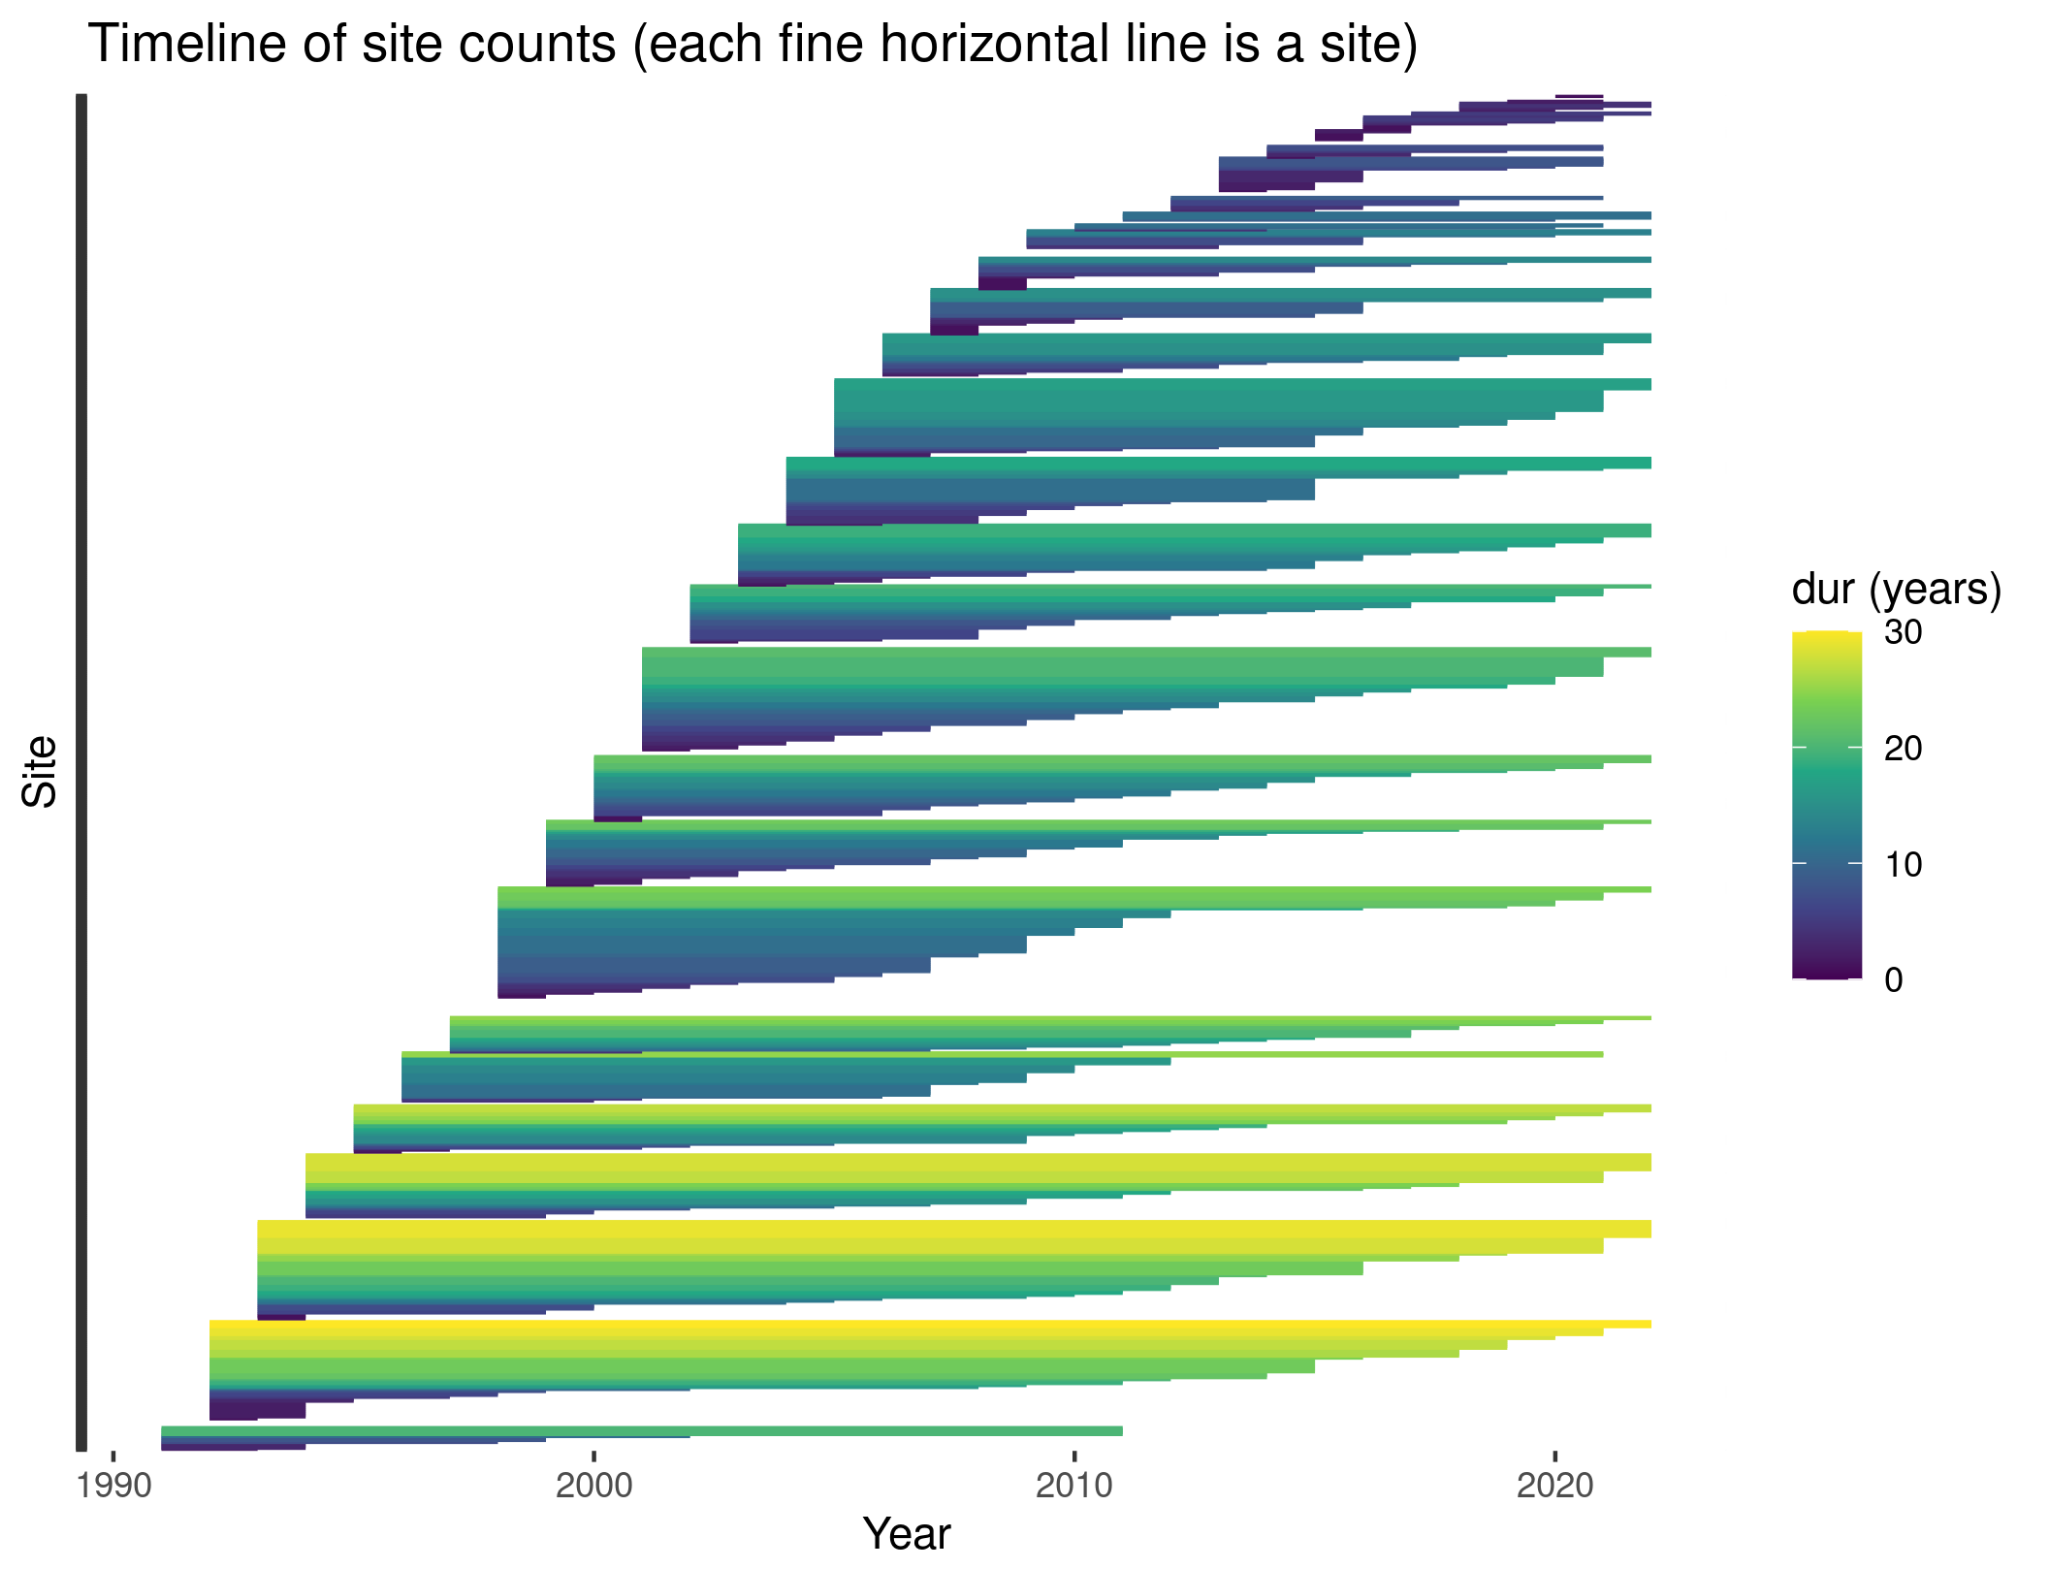 Timeline of site counts (each fine horizontal line is a site)
Site
dur (years)
30
20
10
0
1990
2000
2010
2020
Year